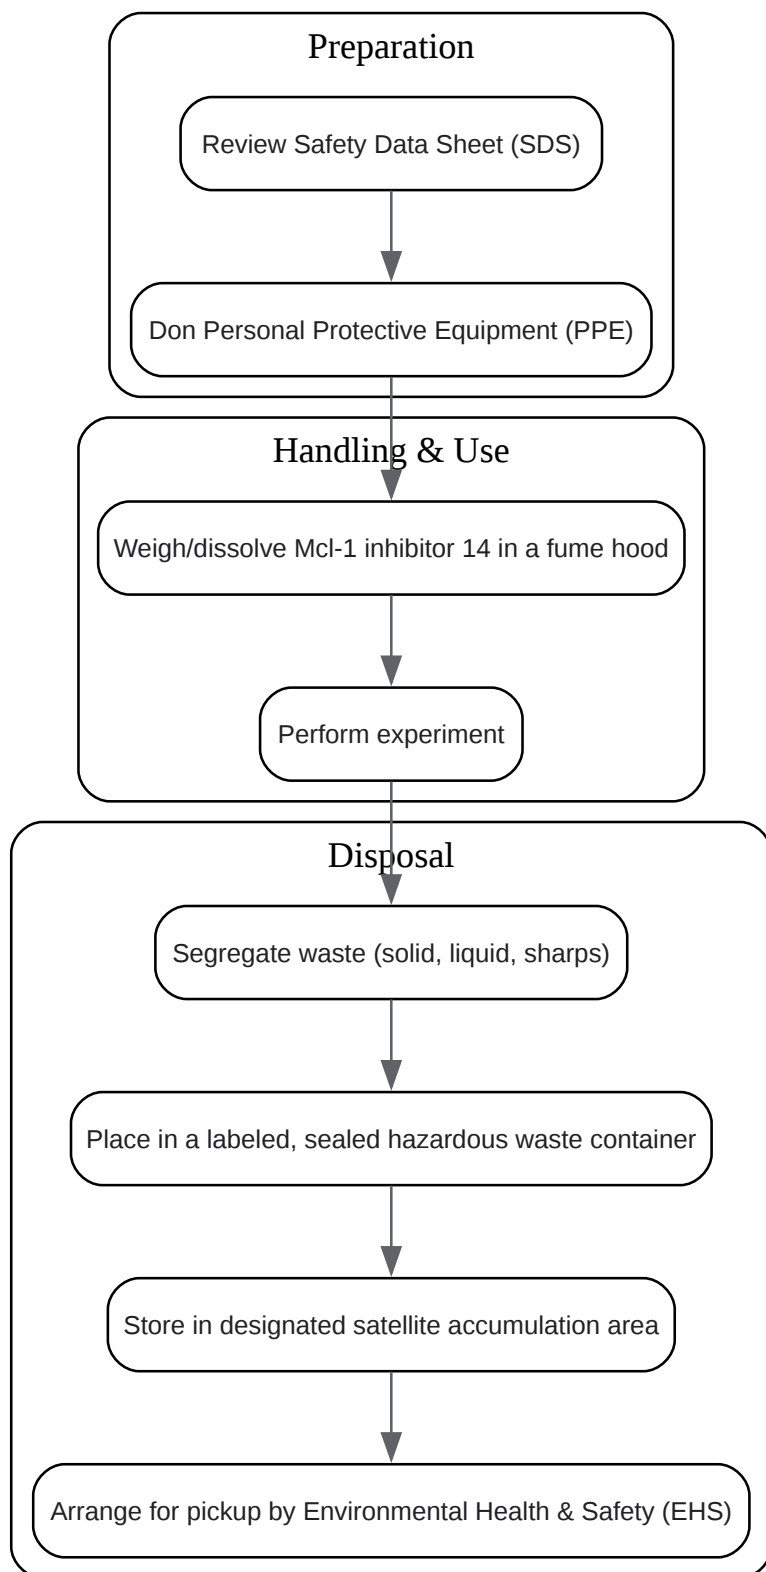 Preparation
Review Safety Data Sheet (SDS)
Don Personal Protective Equipment (PPE)
Handling & Use
Weigh/dissolve Mcl-1 inhibitor 14 in a fume hood
Perform experiment
Disposal
Segregate waste (solid, liquid, sharps)
Place in a labeled, sealed hazardous waste container
Store in designated satellite accumulation area
Arrange for pickup by Environmental Health & Safety (EHS)